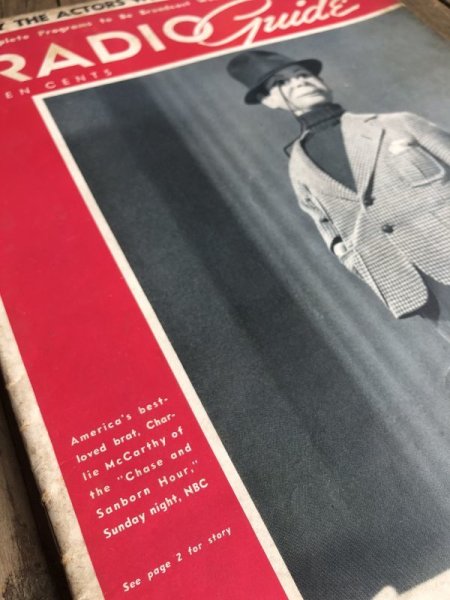 THE ACTORS
Programs to Be Broadcast
RADIO Guide
EN CENTS
America's best-
loved brat, Char-
lie McCarthy of
the "Chase and
Sanborn Hour,"
Sunday night, NBC
See page 2 for story